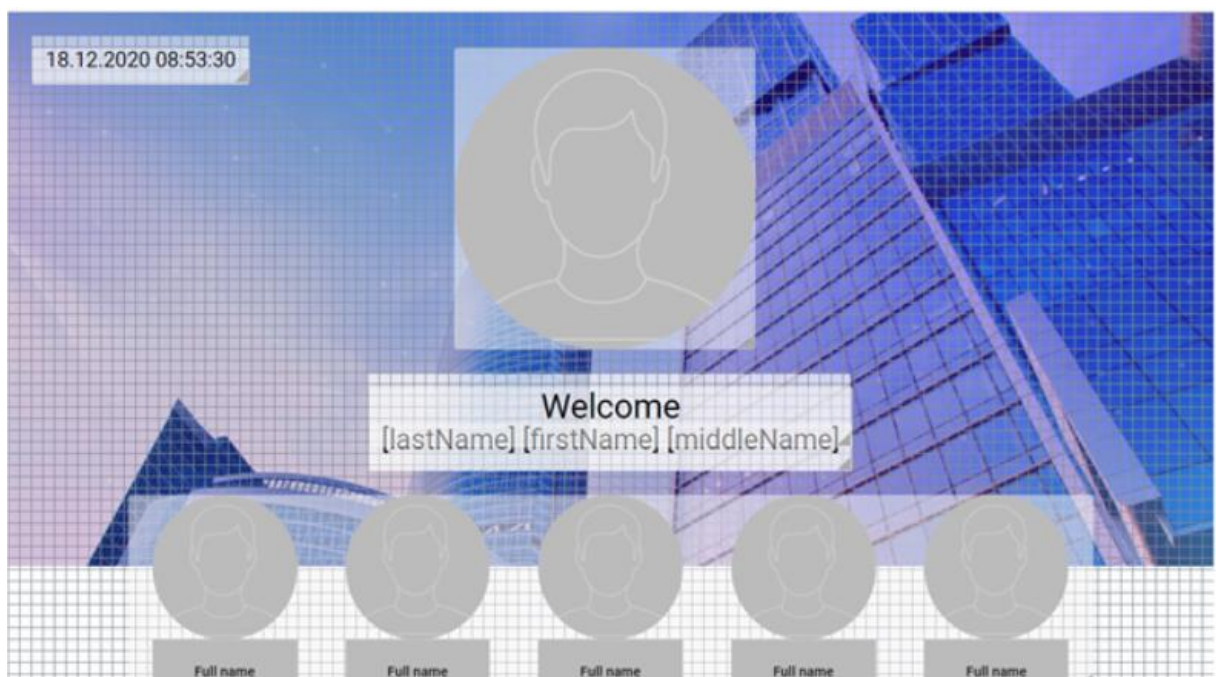 18.12.2020 08:53:30
Welcome
[lastName] [firstName] [middleName]
Full name Full name Full name Full name Full name